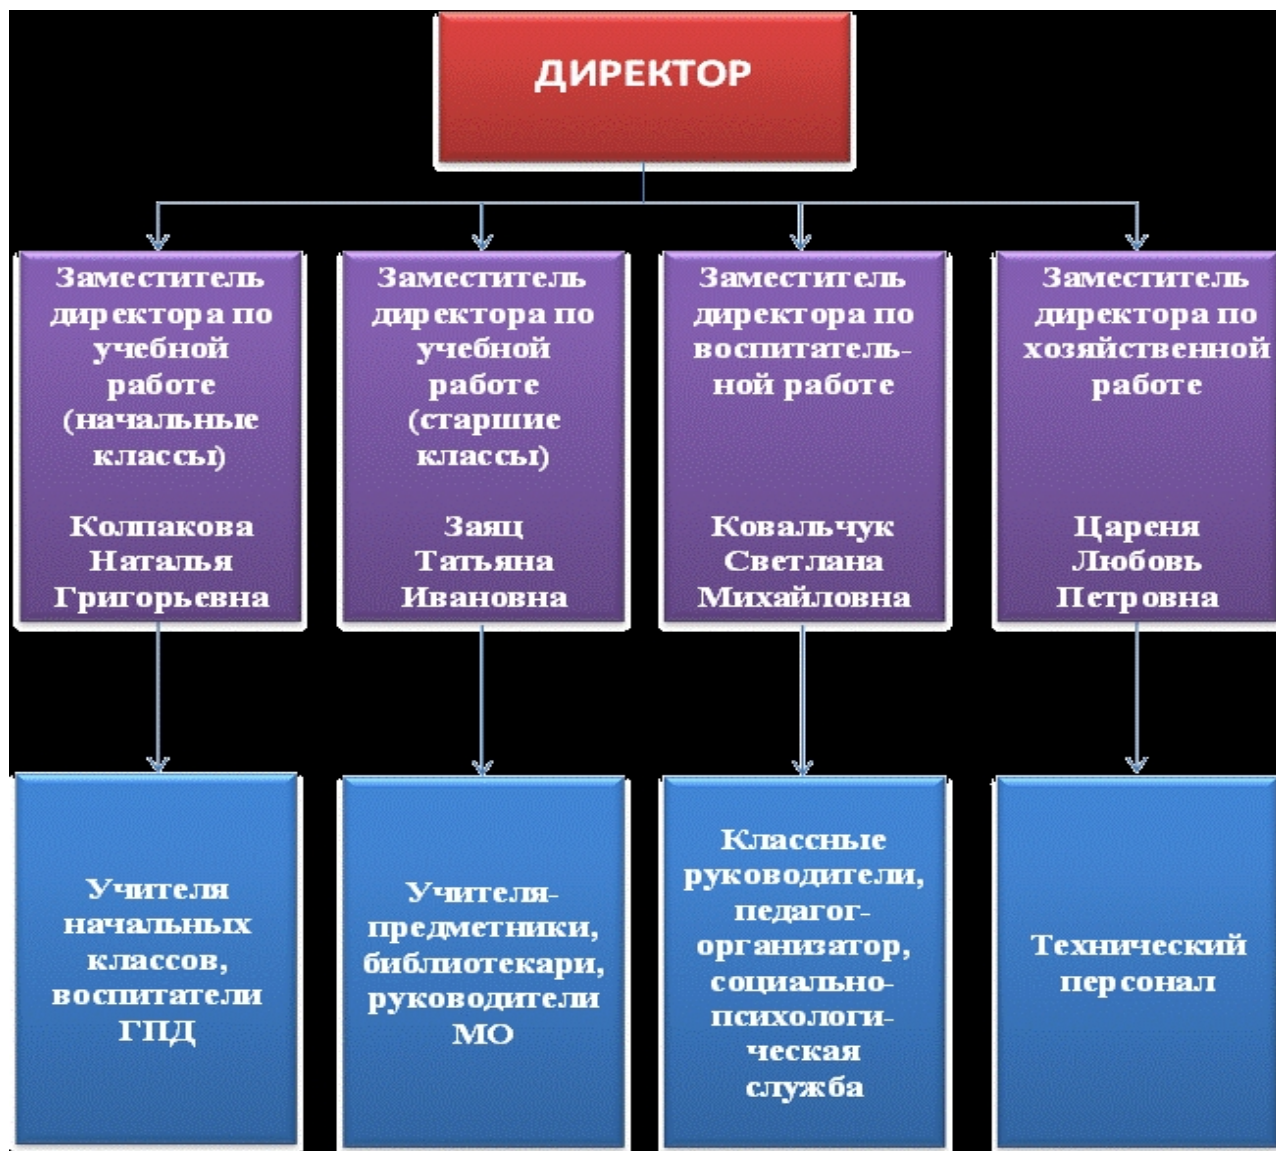 ДИРЕКТОР
Заместитель
директора по
учебной
работе
(начальные
классы)
Колпакова
Наталья
Григорьевна
Заместитель
директора по
учебной
работе
(старшие
классы)
Заяц
Татьяна
Ивановна
Заместитель
директора по
воспитатель-
ной работе
Ковальчук
Светлана
Михайловна
Заместитель
директора по
хозяйственной
работе
Цареня
Любовь
Петровна
Учителя
начальных
классов,
воспитатели
ГПД
Учителя-
предметники,
библиотекари,
руководители
МО
Классные
руководители,
педагог-
организатор,
социально-
психологи-
ческая
служба
Технический
персонал